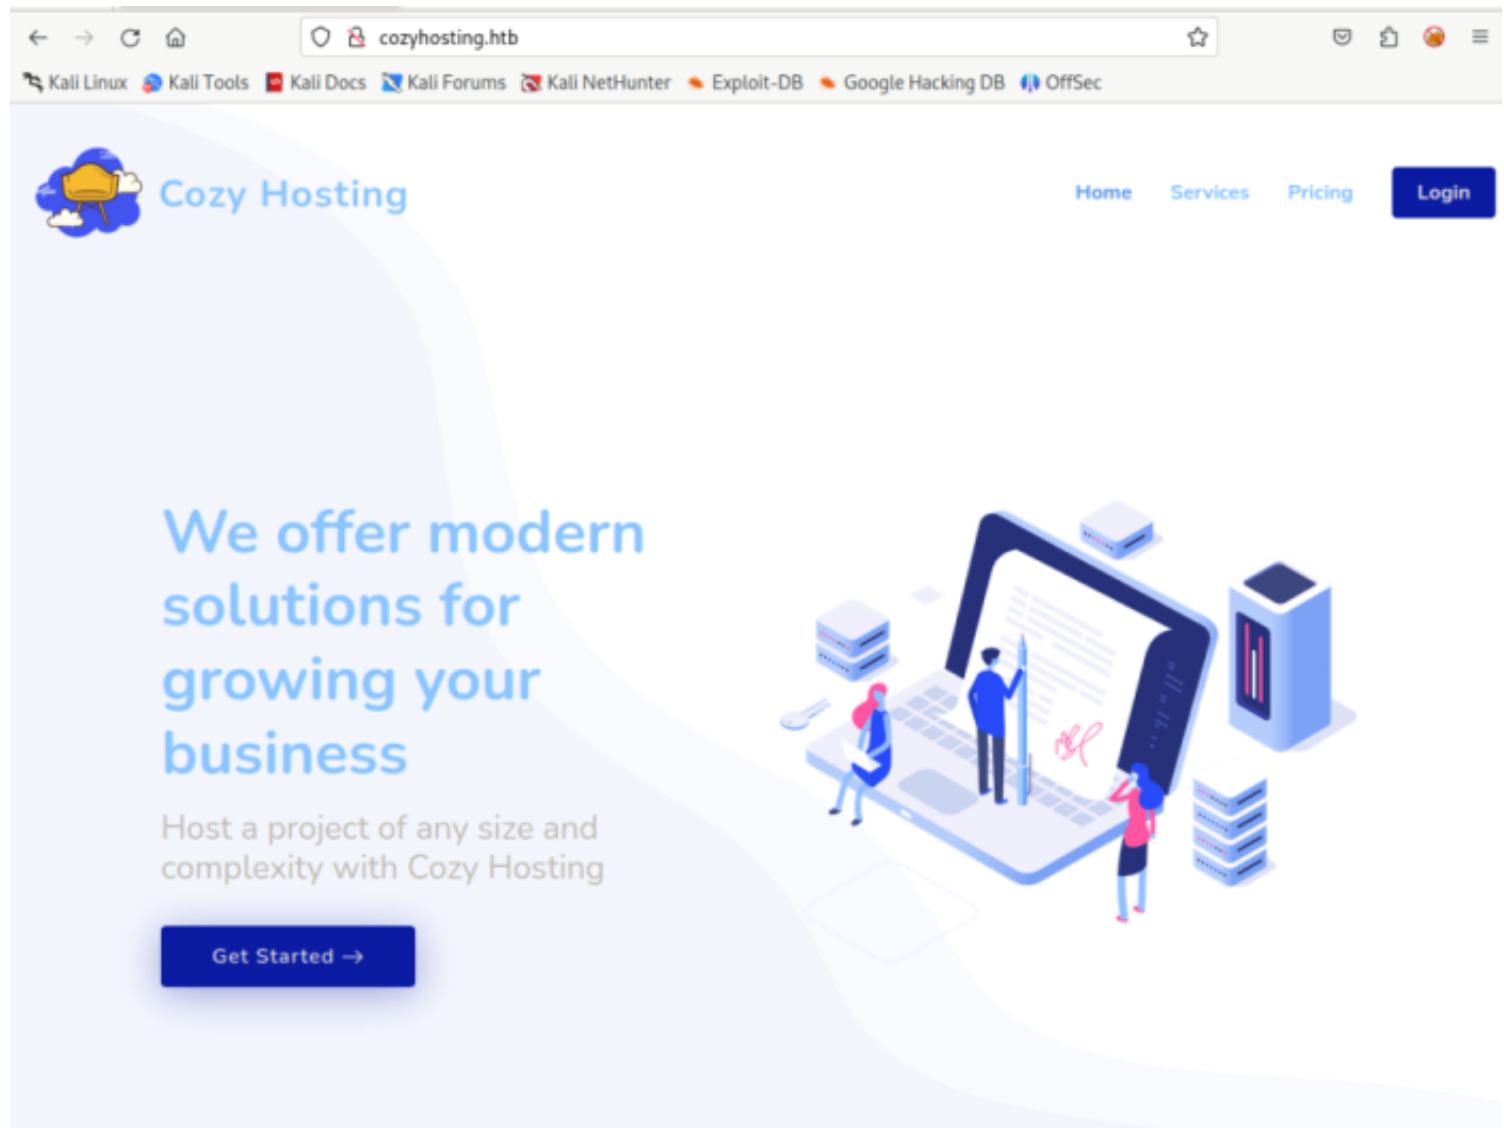 cozyhosting.htb
Kali Linux Kali Tools Kali Docs Kali Forums Kali NetHunter Exploit-DB Google Hacking DB OffSec
Cozy Hosting Home Services Pricing Login
We offer modern
solutions for
growing your
business
Host a project of any size and
complexity with Cozy Hosting
Get Started →